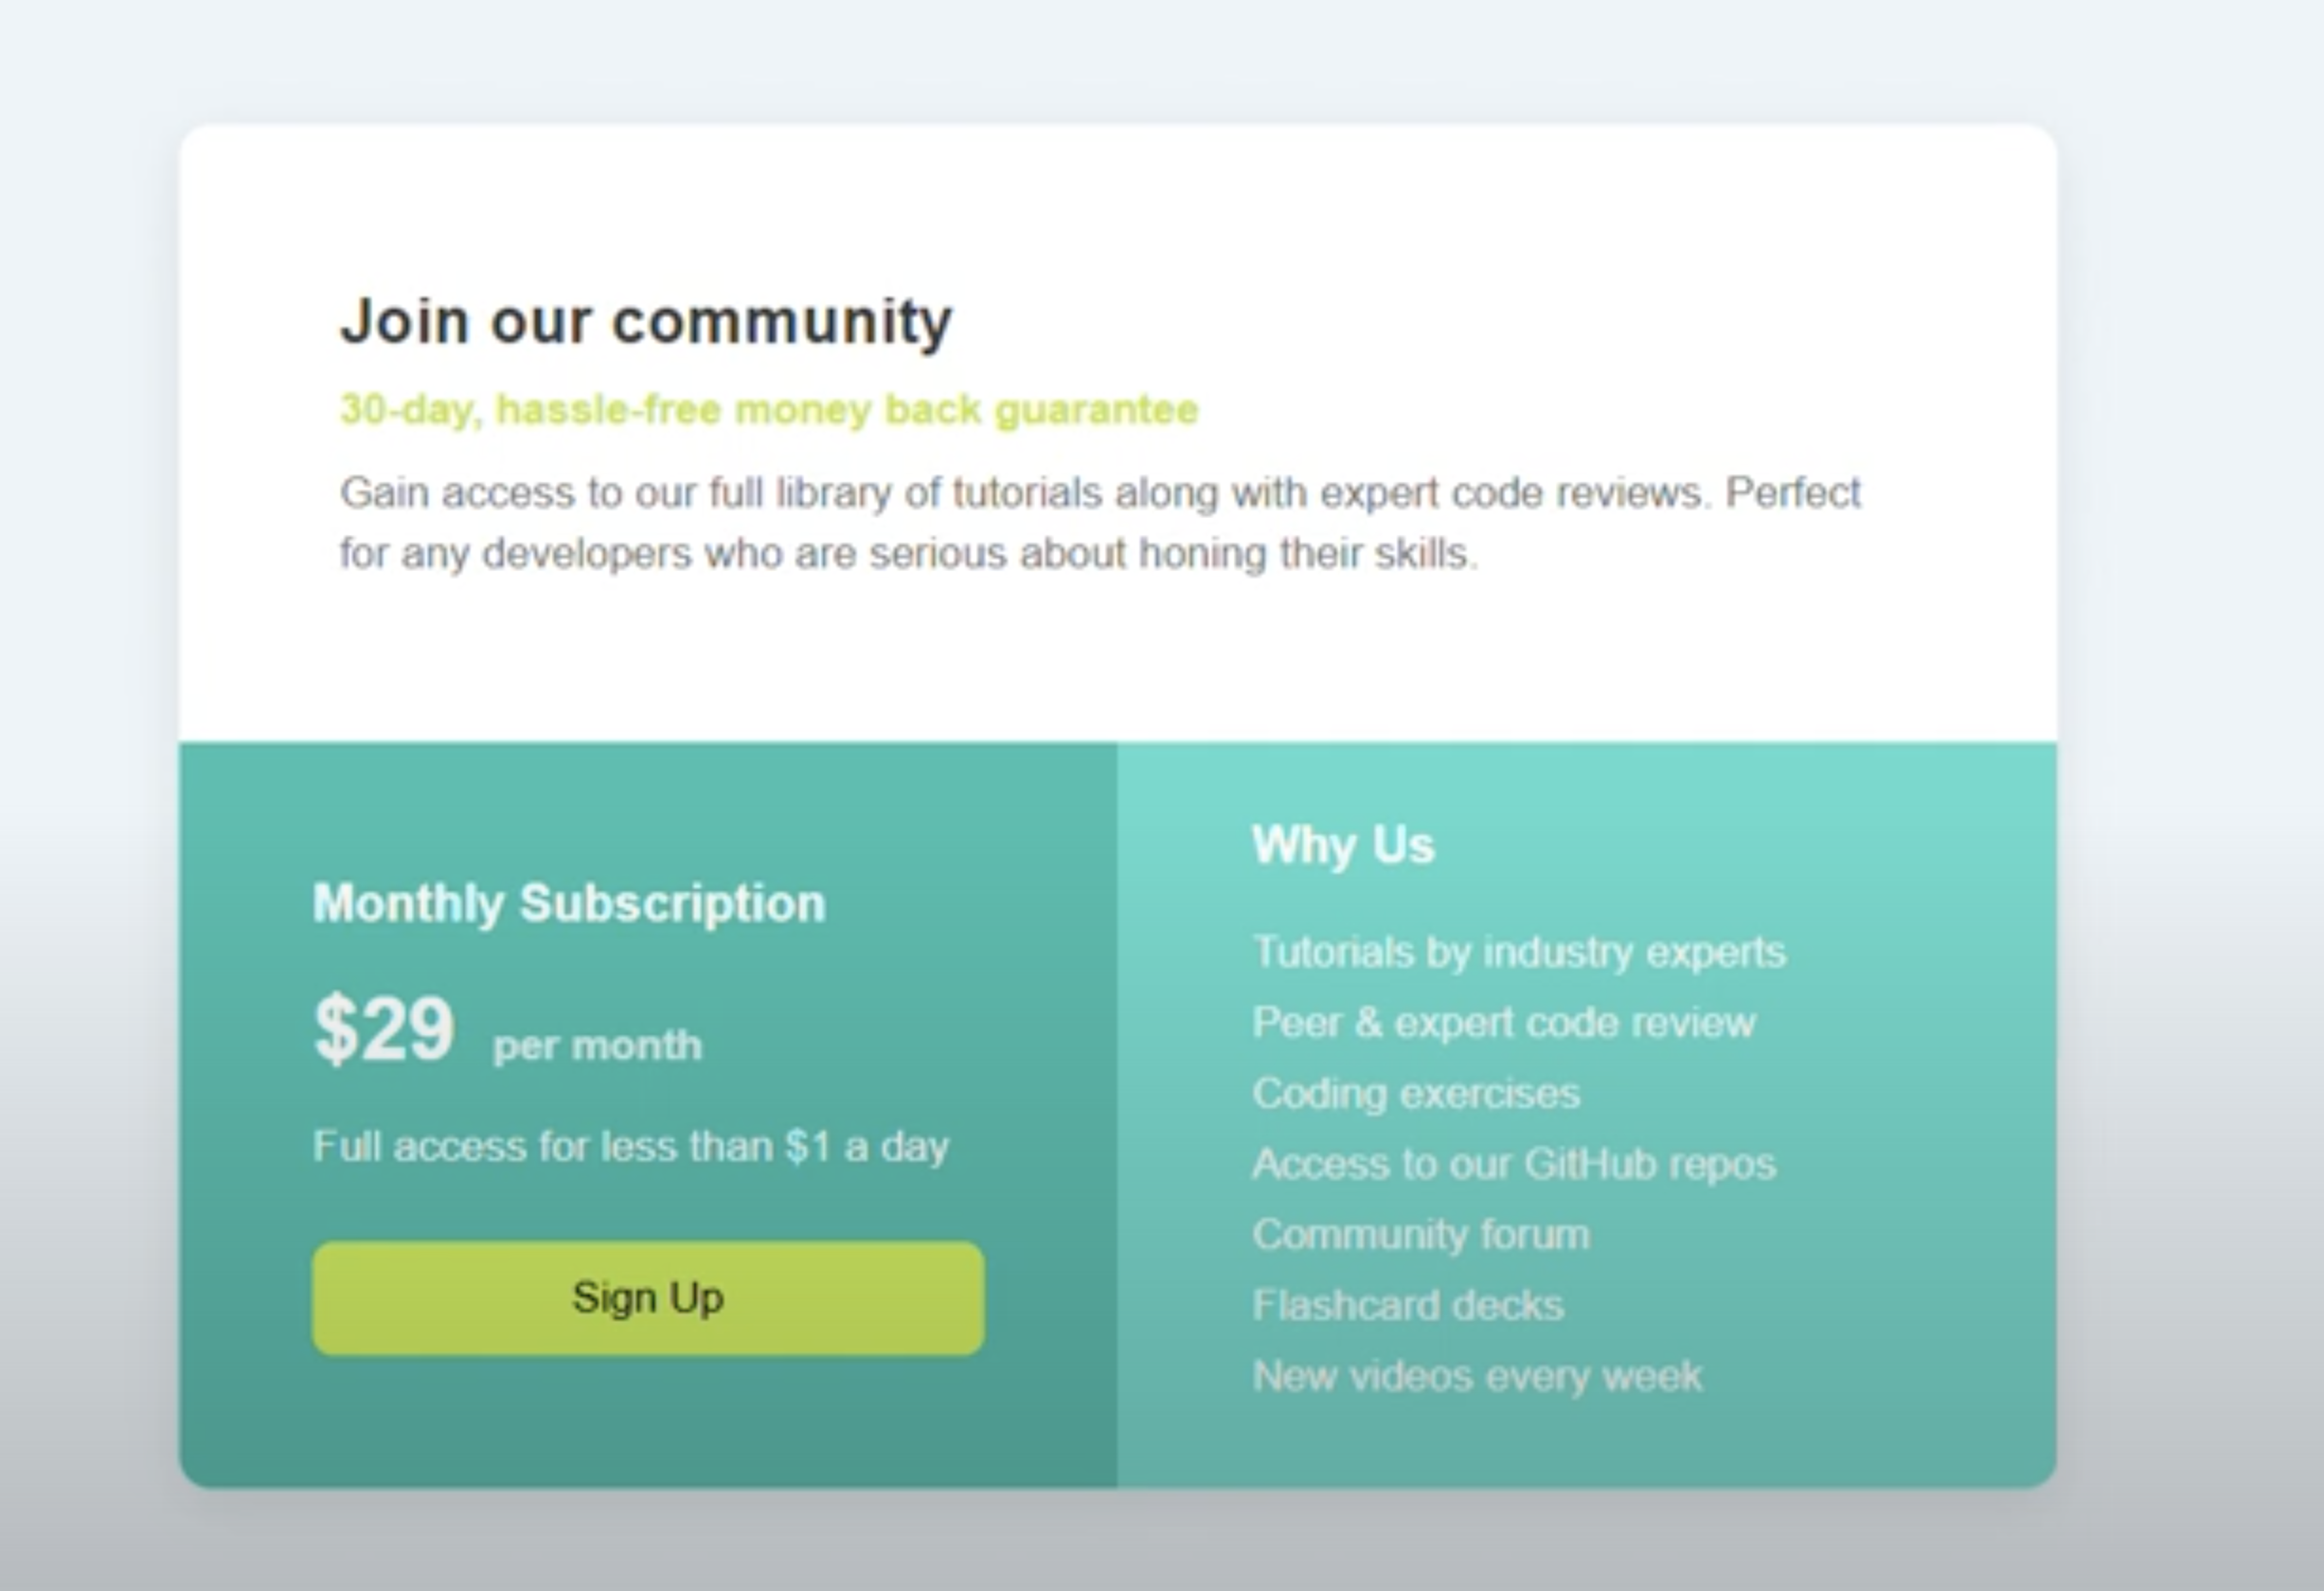 Join our community
30-day, hassle-free money back guarantee
Gain access to our full library of tutorials along with expert code reviews. Perfect
for any developers who are serious about honing their skills.
Monthly Subscription
$29 per month
Full access for less than $1 a day
Sign Up
Why Us
Tutorials by industry experts
Peer & expert code review
Coding exercises
Access to our GitHub repos
Community forum
Flashcard decks
New videos every week